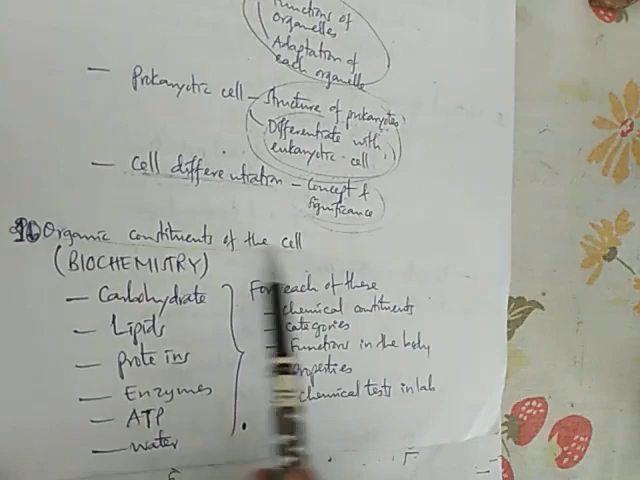 Functions of
Organelles
Adaptation of
each organelle
— Prokaryotic cell — Structure of prokaryotes
Differentiate with
eukaryotic cell
— Cell differentiation — Concept &
Significance
Organic constituents of the cell
(BIOCHEMISTRY)
— Carbohydrate
— Lipids
— proteins
— Enzymes
— ATP
— water
For each of these
— chemical constituents
— categories
— Functions in the body
properties
chemical tests in lab